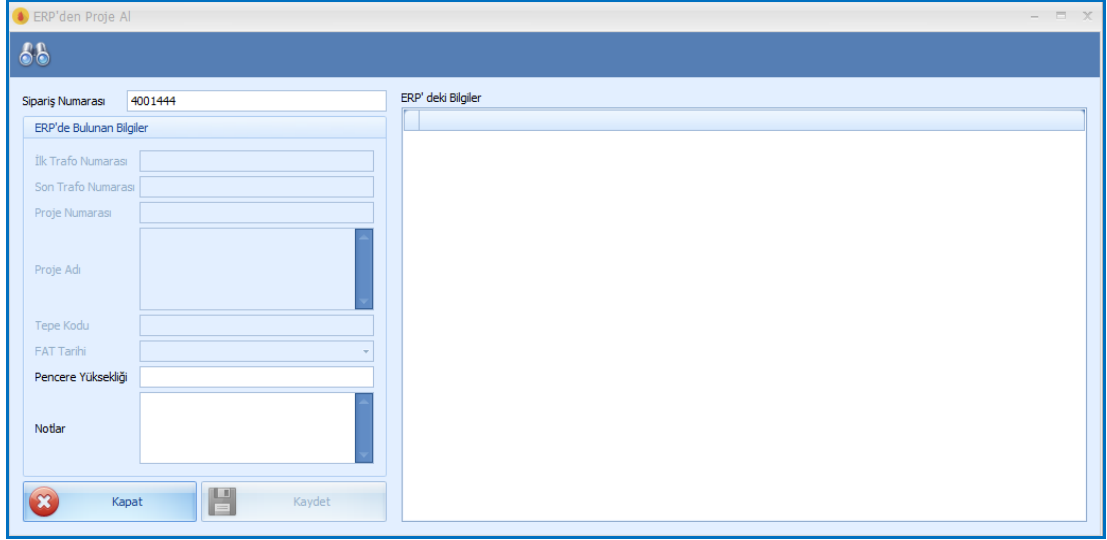 ERP'den Proje Al
Sipariş Numarası 4001444
ERP'de Bulunan Bilgiler
İlk Trafo Numarası
Son Trafo Numarası
Proje Numarası
Proje Adı
Tepe Kodu
FAT Tarihi
Pencere Yüksekliği
Notlar
Kapat Kaydet
ERP' deki Bilgiler